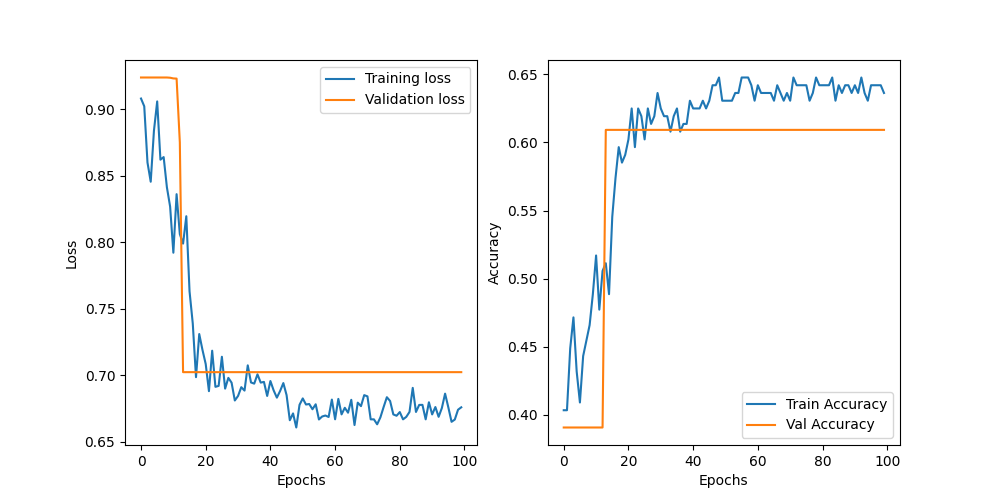 Training loss
Validation loss
0.90
0.85
0.80
0.75
0.70
0.65
Loss
0 20 40 60 80 100
Epochs
0.65
0.60
0.55
0.50
0.45
0.40
Accuracy
Train Accuracy
Val Accuracy
0 20 40 60 80 100
Epochs